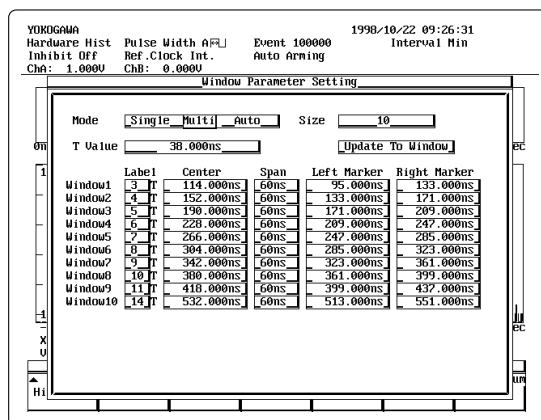 YOKOGAWA 1998/10/22 09:26:31
Hardware Hist Pulse Width A Event 100000 Interval Min
Inhibit Off Ref.Clock Int. Auto Arming
ChA: 1.000V ChB: 0.000V
Window Parameter Setting
Mode Single Multi Auto Size 10
T Value 38.000ns Update To Window
Label Center Span Left Marker Right Marker
Window1 3 T 114.000ns 60ns 95.000ns 133.000ns
Window2 4 T 152.000ns 60ns 133.000ns 171.000ns
Window3 5 T 190.000ns 60ns 171.000ns 209.000ns
Window4 6 T 228.000ns 60ns 209.000ns 247.000ns
Window5 7 T 266.000ns 60ns 247.000ns 285.000ns
Window6 8 T 304.000ns 60ns 285.000ns 323.000ns
Window7 9 T 342.000ns 60ns 323.000ns 361.000ns
Window8 10 T 380.000ns 60ns 361.000ns 399.000ns
Window9 11 T 418.000ns 60ns 399.000ns 437.000ns
Window10 14 T 532.000ns 60ns 513.000ns 551.000ns